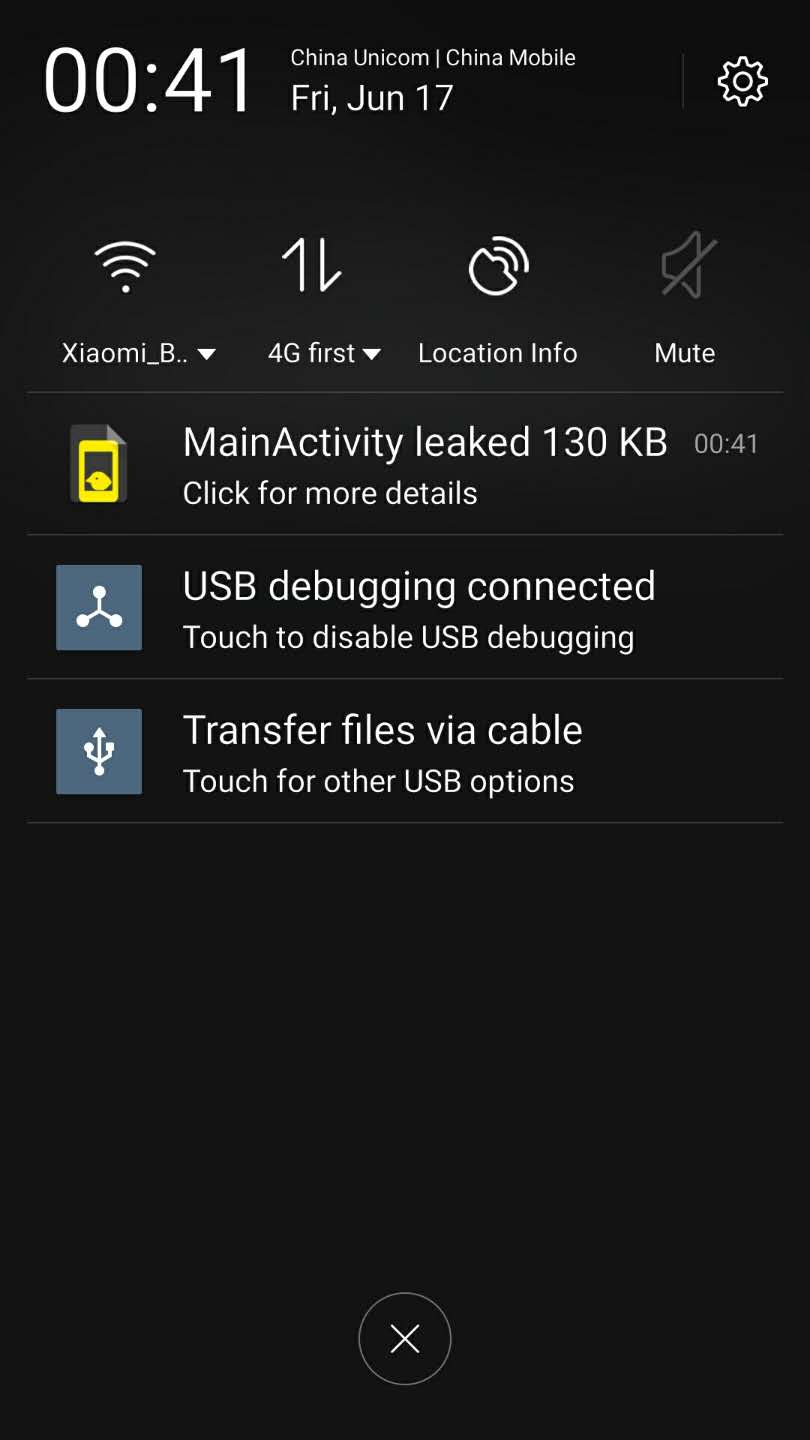 00:41
China Unicom | China Mobile
Fri, Jun 17
Xiaomi_B..
4G first
Location Info
Mute
MainActivity leaked 130 KB
00:41
Click for more details
USB debugging connected
Touch to disable USB debugging
Transfer files via cable
Touch for other USB options